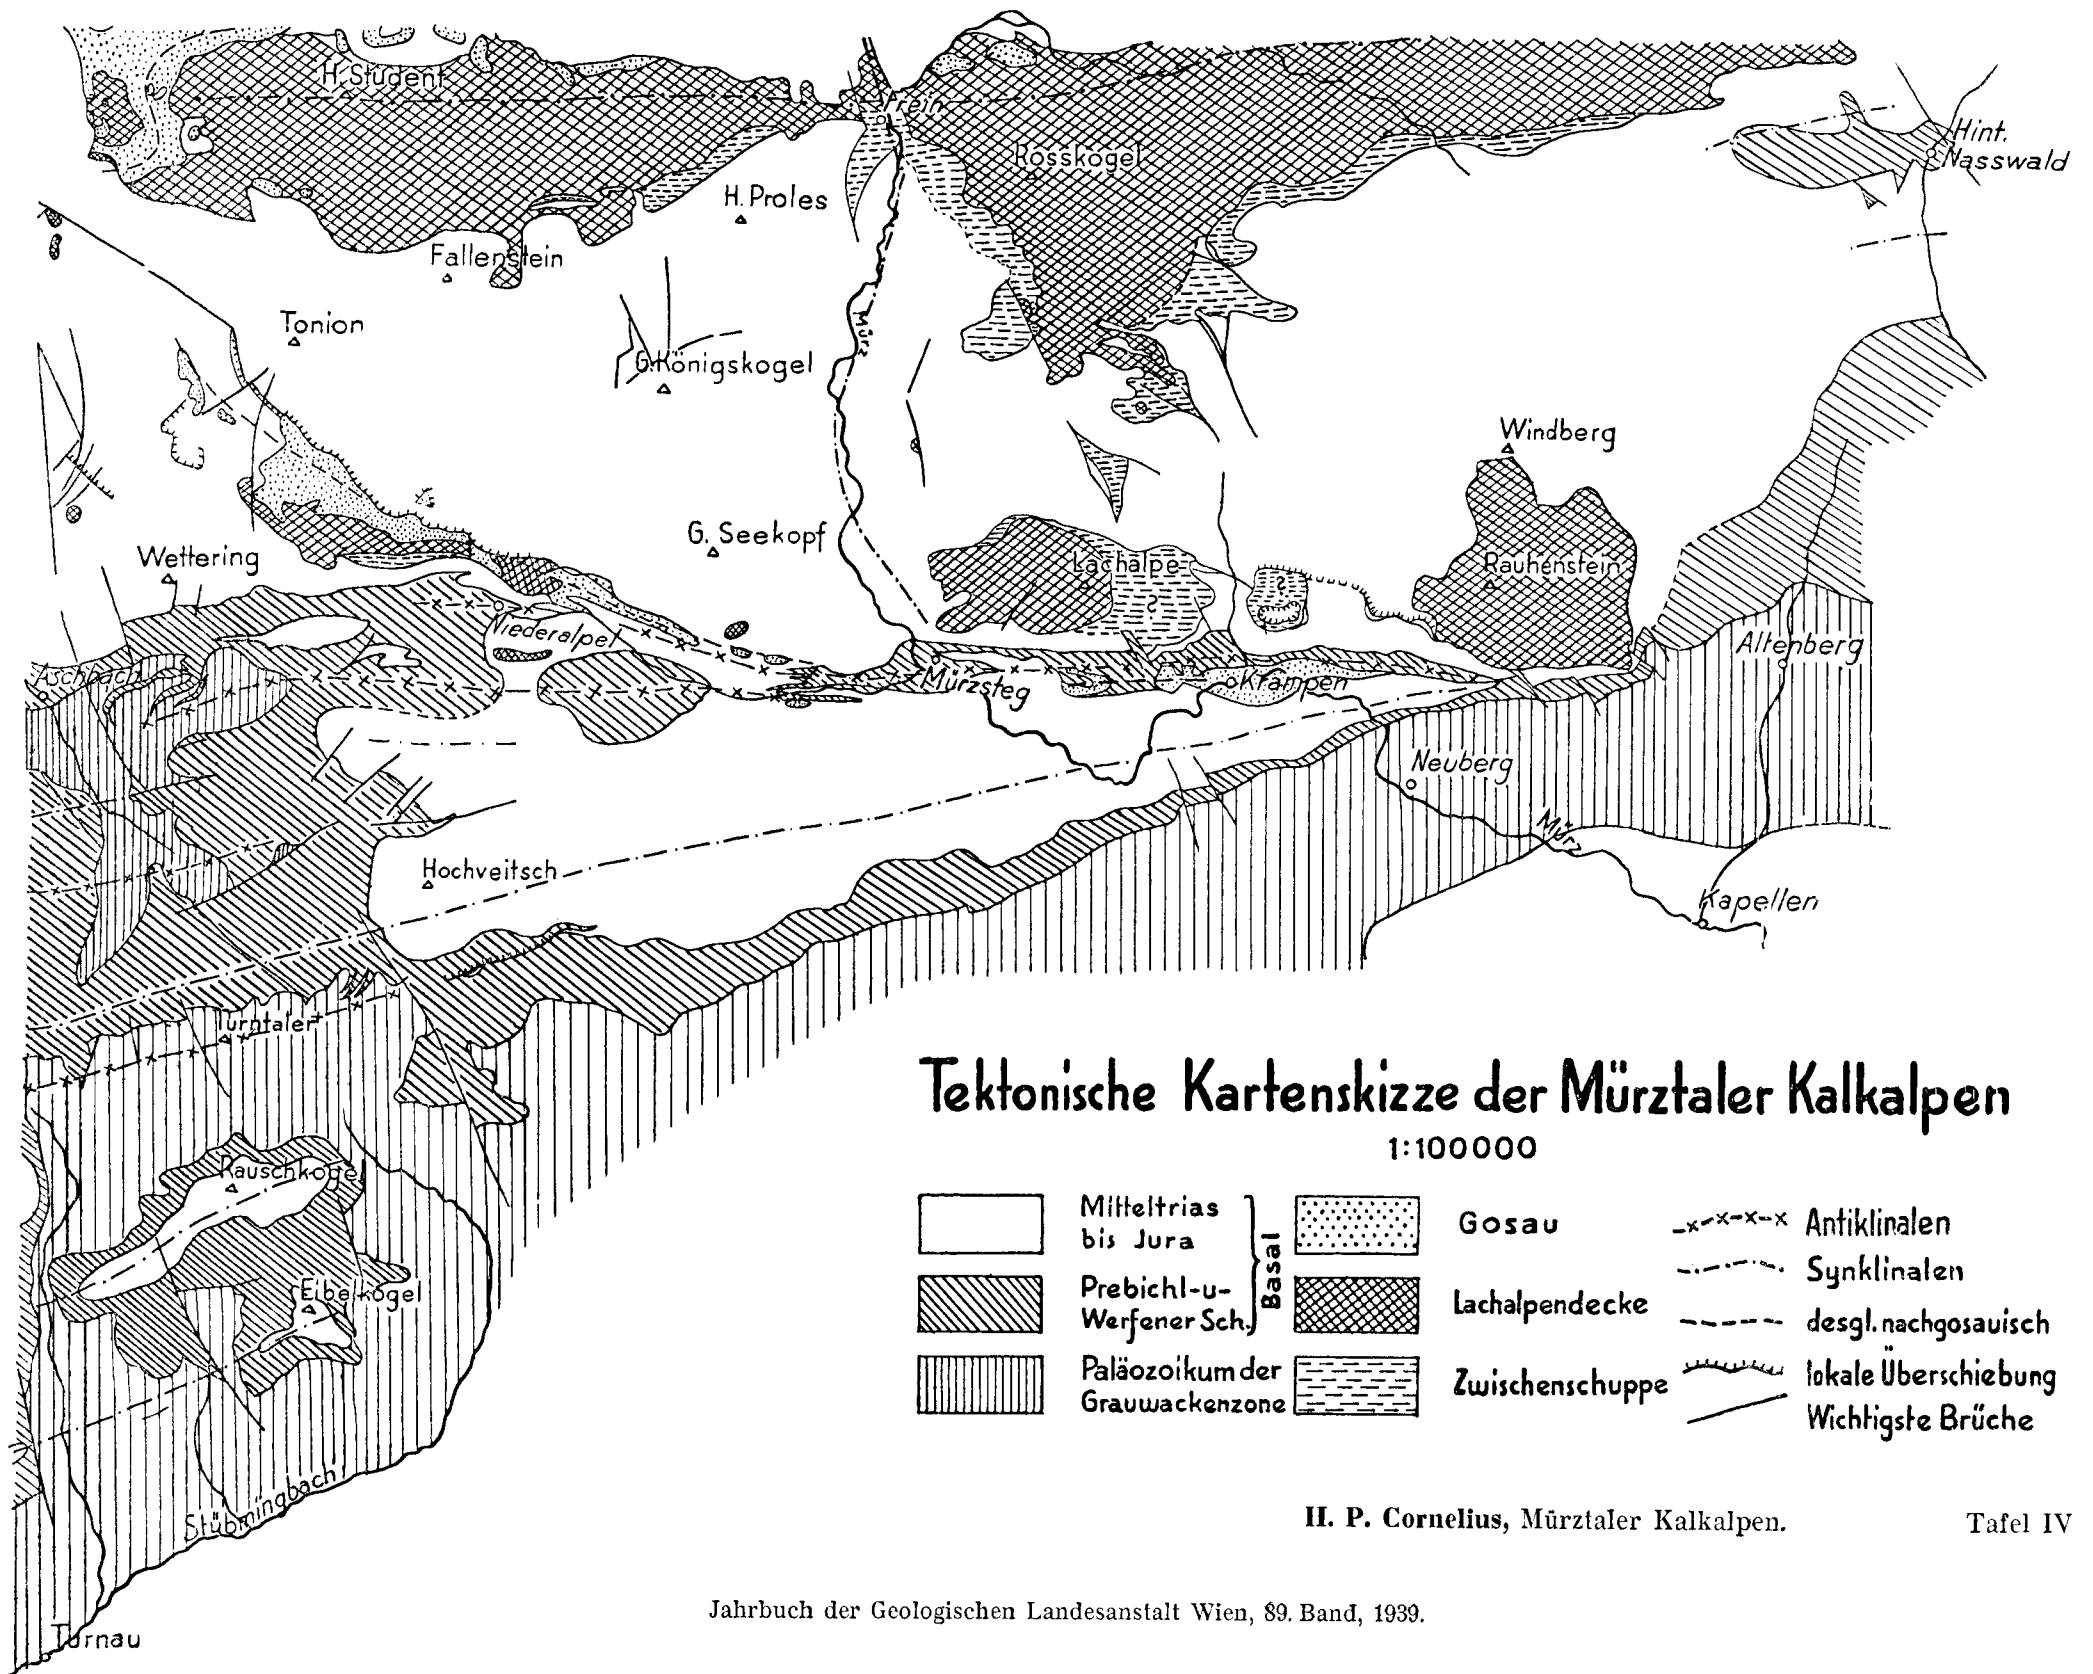 H. Student
Frein
Rosskogel
Hint.
Nasswald
H. Proles
Fallenstein
Tonion
Mürz
G. Königskogel
Windberg
G. Seekopf
Wettering
Lachalpe
Rauhenstein
Niederalpel
Altenberg
Aschbach
Mürzsteg
Krampen
Neuberg
Mürz
Hochveitsch
Kapellen
Turntaler
Rauschkogel
Eibelkogel
Stübmingbach
Turnau
Tektonische Kartenskizze der Mürztaler Kalkalpen
1:100000
Mitteltrias
bis Jura
Prebichl-u-
Werfener Sch.
Basal
Paläozoikum der
Grauwackenzone
Gosau
Lachalpendecke
Zwischenschuppe
Antiklinalen
Synklinalen
desgl. nachgosauisch
lokale Überschiebung
Wichtigste Brüche
H. P. Cornelius, Mürztaler Kalkalpen.
Tafel IV
Jahrbuch der Geologischen Landesanstalt Wien, 89. Band, 1939.